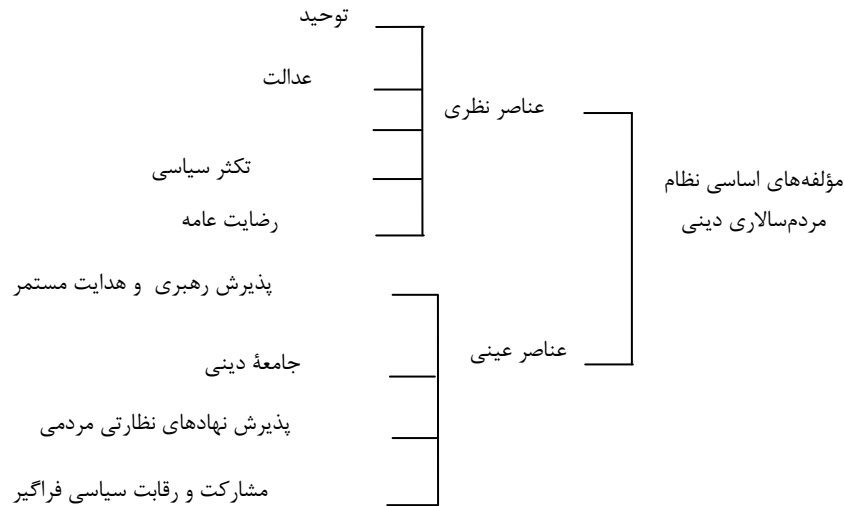 مؤلفه‌های اساسی نظام
مردم‌سالاری دینی
عناصر نظری
توحید
عدالت
تکثر سیاسی
رضایت عامه
عناصر عینی
پذیرش رهبری و هدایت مستمر
جامعهٔ دینی
پذیرش نهادهای نظارتی مردمی
مشارکت و رقابت سیاسی فراگیر